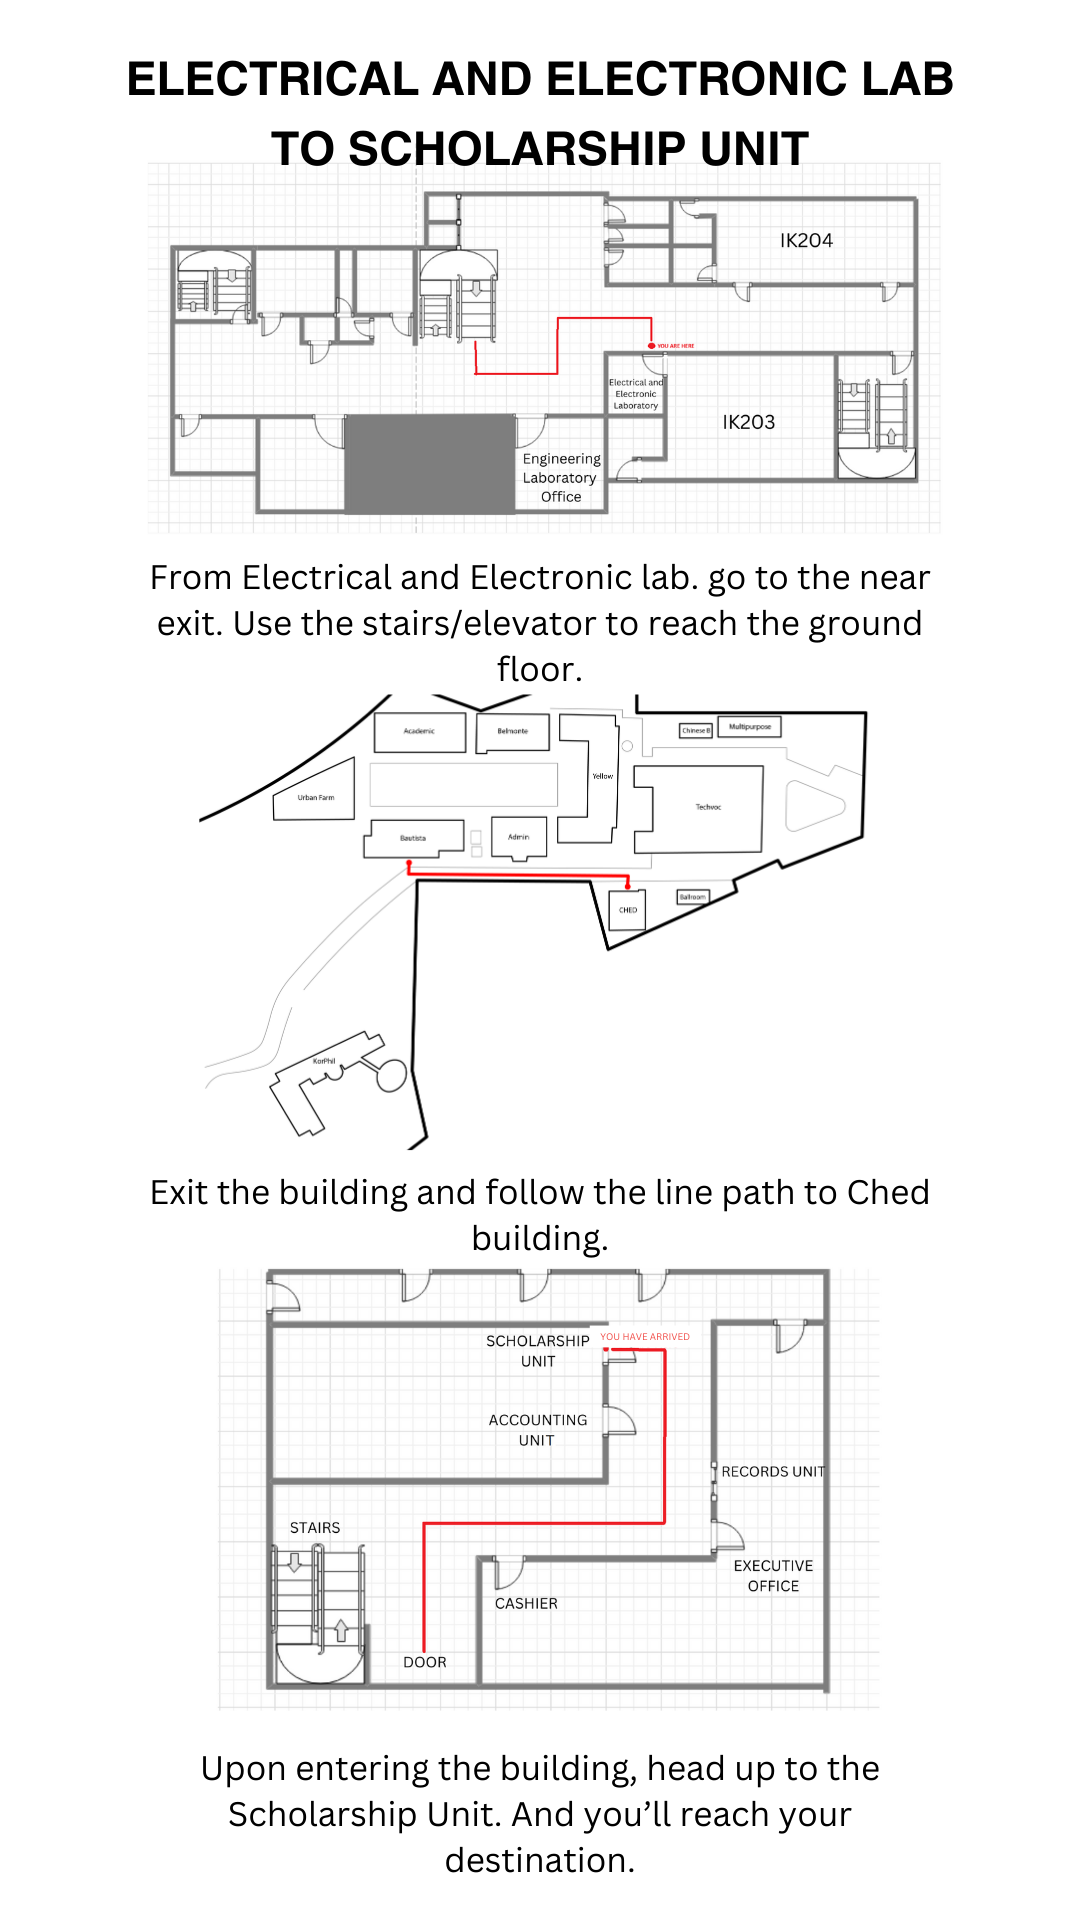 ELECTRICAL AND ELECTRONIC LAB
TO SCHOLARSHIP UNIT
IK204
YOU ARE HERE
Electrical and
Electronic
Laboratory
IK203
Engineering
Laboratory
Office
From Electrical and Electronic lab. go to the near
exit. Use the stairs/elevator to reach the ground
floor.
Academic
Belmonte
Chinese B
Multipurpose
Yellow
Urban Farm
Techvoc
Bautista
Admin
CHED
Ballroom
KorPhil
Exit the building and follow the line path to Ched
building.
SCHOLARSHIP
UNIT
YOU HAVE ARRIVED
ACCOUNTING
UNIT
RECORDS UNIT
STAIRS
EXECUTIVE
OFFICE
CASHIER
DOOR
Upon entering the building, head up to the
Scholarship Unit. And you’ll reach your
destination.